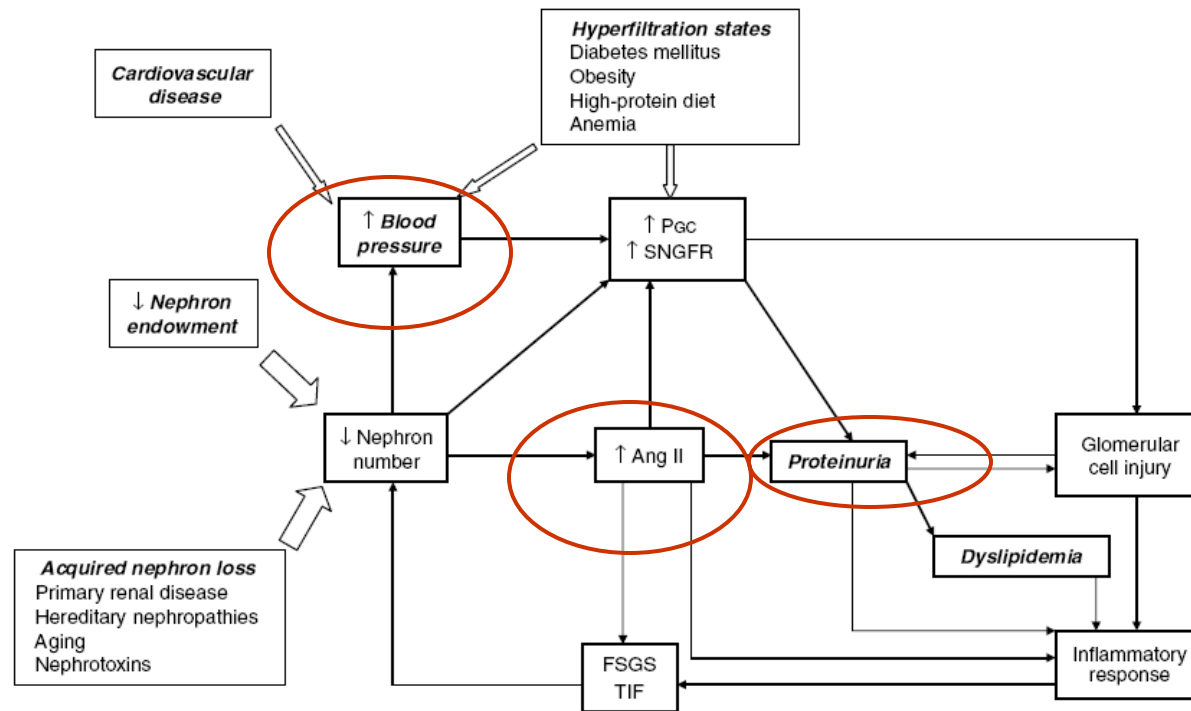 Cardiovascular
disease
Hyperfiltration states
Diabetes mellitus
Obesity
High-protein diet
Anemia
↑ Blood
pressure
↑ PGC
↑ SNGFR
↓ Nephron
endowment
↓ Nephron
number
↑ Ang II
Proteinuria
Glomerular
cell injury
Dyslipidemia
Acquired nephron loss
Primary renal disease
Hereditary nephropathies
Aging
Nephrotoxins
FSGS
TIF
Inflammatory
response